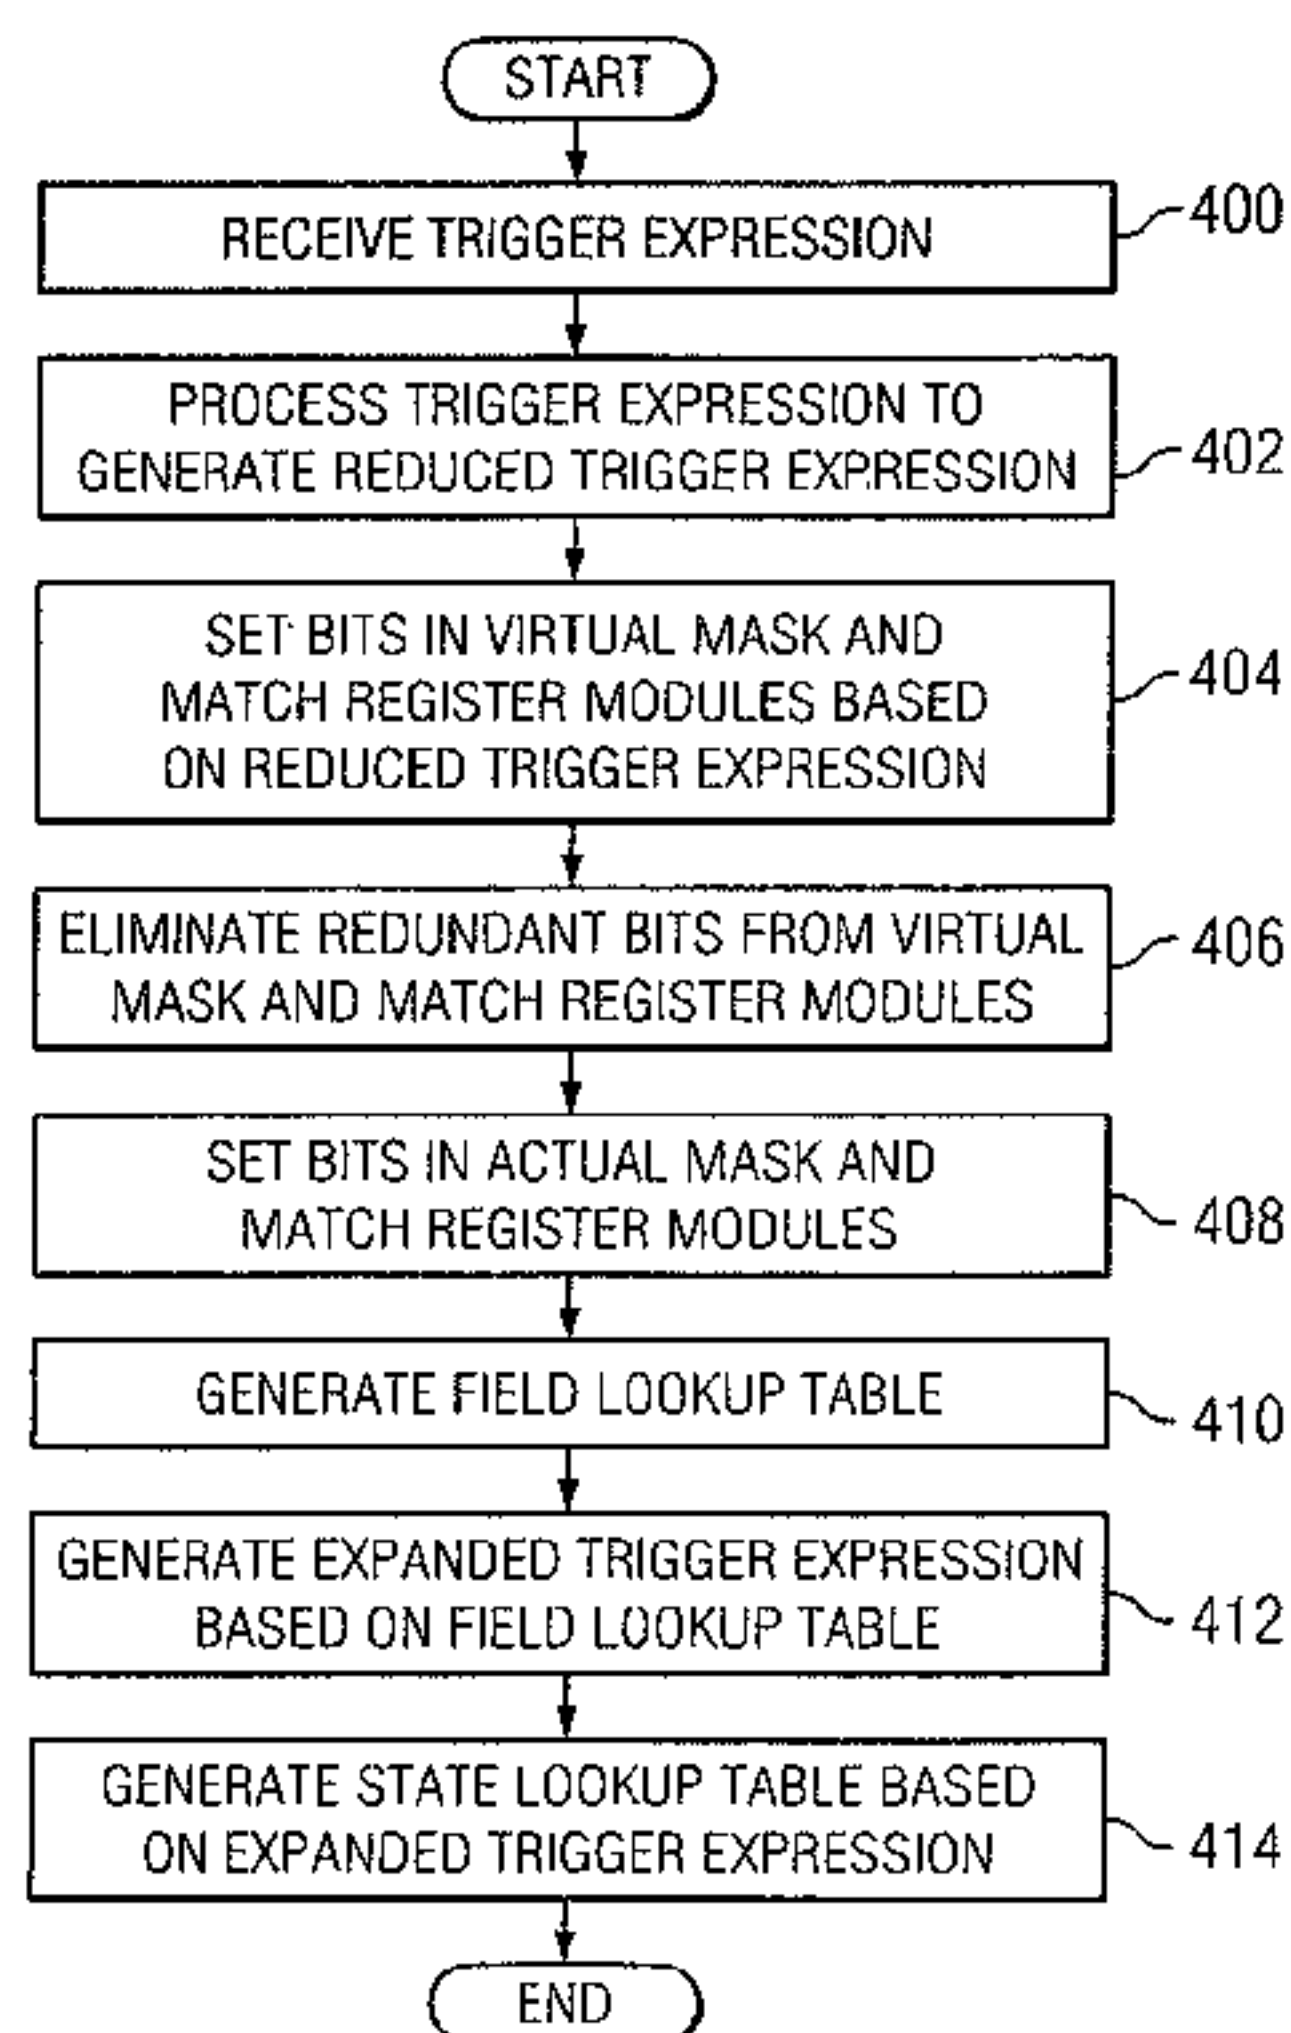 START
RECEIVE TRIGGER EXPRESSION
400
PROCESS TRIGGER EXPRESSION TO
GENERATE REDUCED TRIGGER EXPRESSION
402
SET BITS IN VIRTUAL MASK AND
MATCH REGISTER MODULES BASED
ON REDUCED TRIGGER EXPRESSION
404
ELIMINATE REDUNDANT BITS FROM VIRTUAL
MASK AND MATCH REGISTER MODULES
406
SET BITS IN ACTUAL MASK AND
MATCH REGISTER MODULES
408
GENERATE FIELD LOOKUP TABLE
410
GENERATE EXPANDED TRIGGER EXPRESSION
BASED ON FIELD LOOKUP TABLE
412
GENERATE STATE LOOKUP TABLE BASED
ON EXPANDED TRIGGER EXPRESSION
414
END